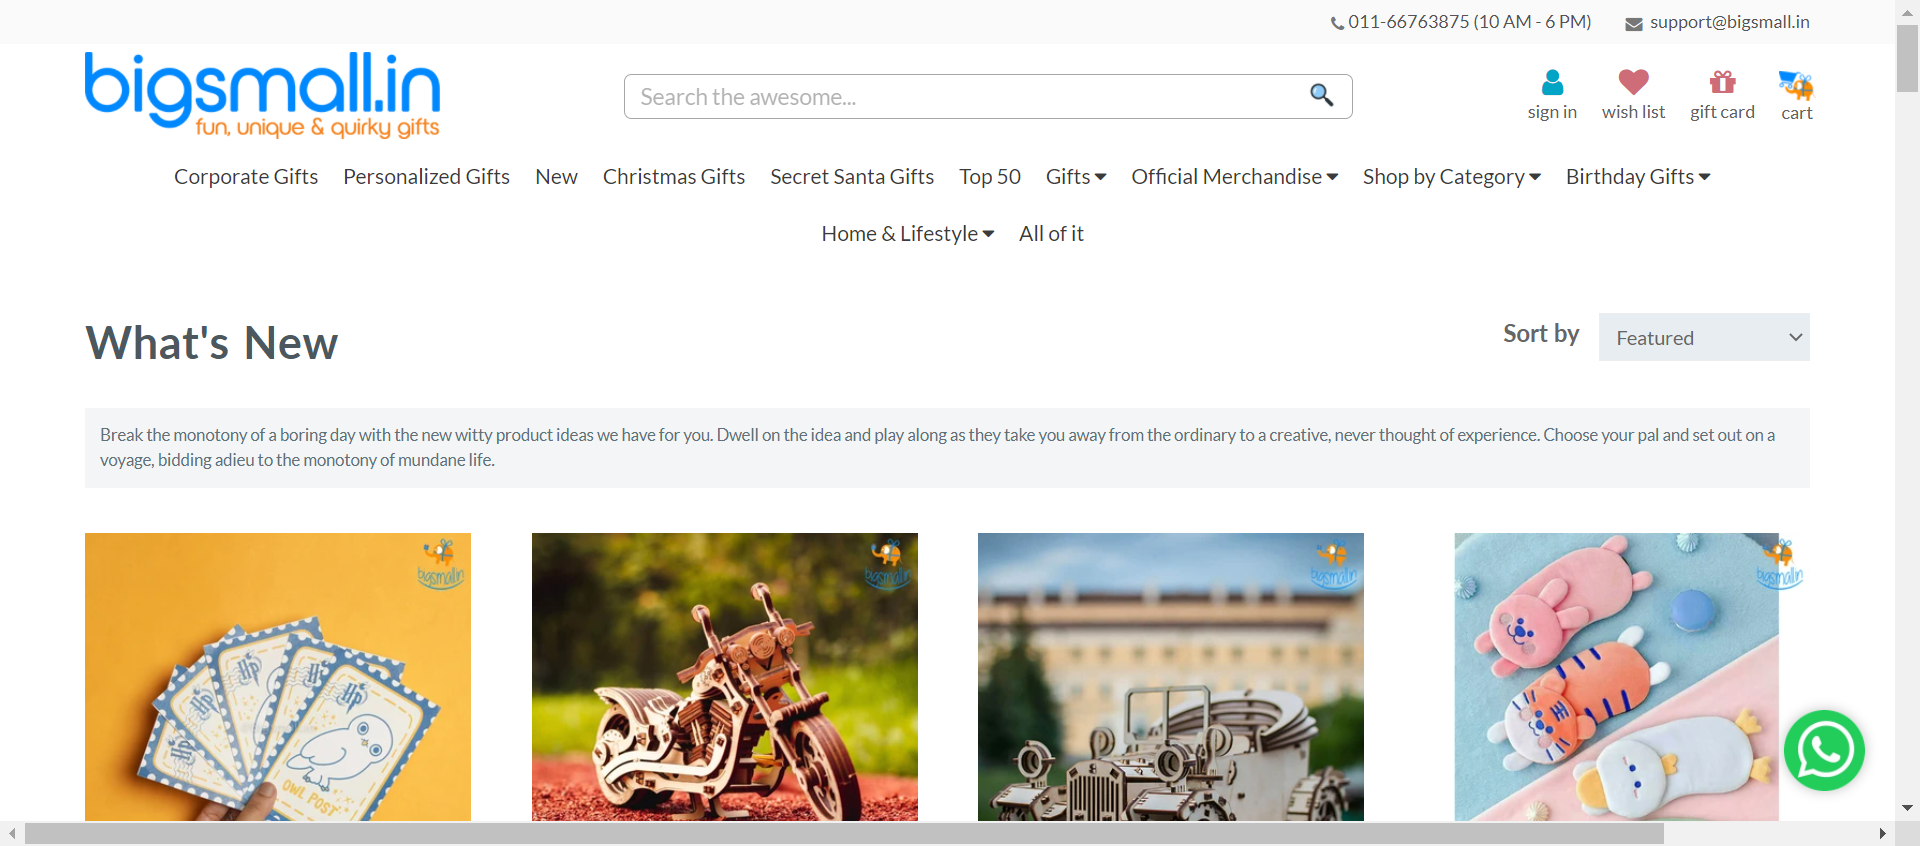 011-66763875 (10 AM - 6 PM) support@bigsmall.in
bigsmall.in
fun, unique & quirky gifts
Search the awesome...
sign in wish list gift card cart
Corporate Gifts Personalized Gifts New Christmas Gifts Secret Santa Gifts Top 50 Gifts Official Merchandise Shop by Category Birthday Gifts
Home & Lifestyle All of it
What's New
Sort by Featured
Break the monotony of a boring day with the new witty product ideas we have for you. Dwell on the idea and play along as they take you away from the ordinary to a creative, never thought of experience. Choose your pal and set out on a
voyage, bidding adieu to the monotony of mundane life.
bigsmall.in
bigsmall.in
bigsmall.in
bigsmall.in
HP
HP
HP
HP
OWL POST